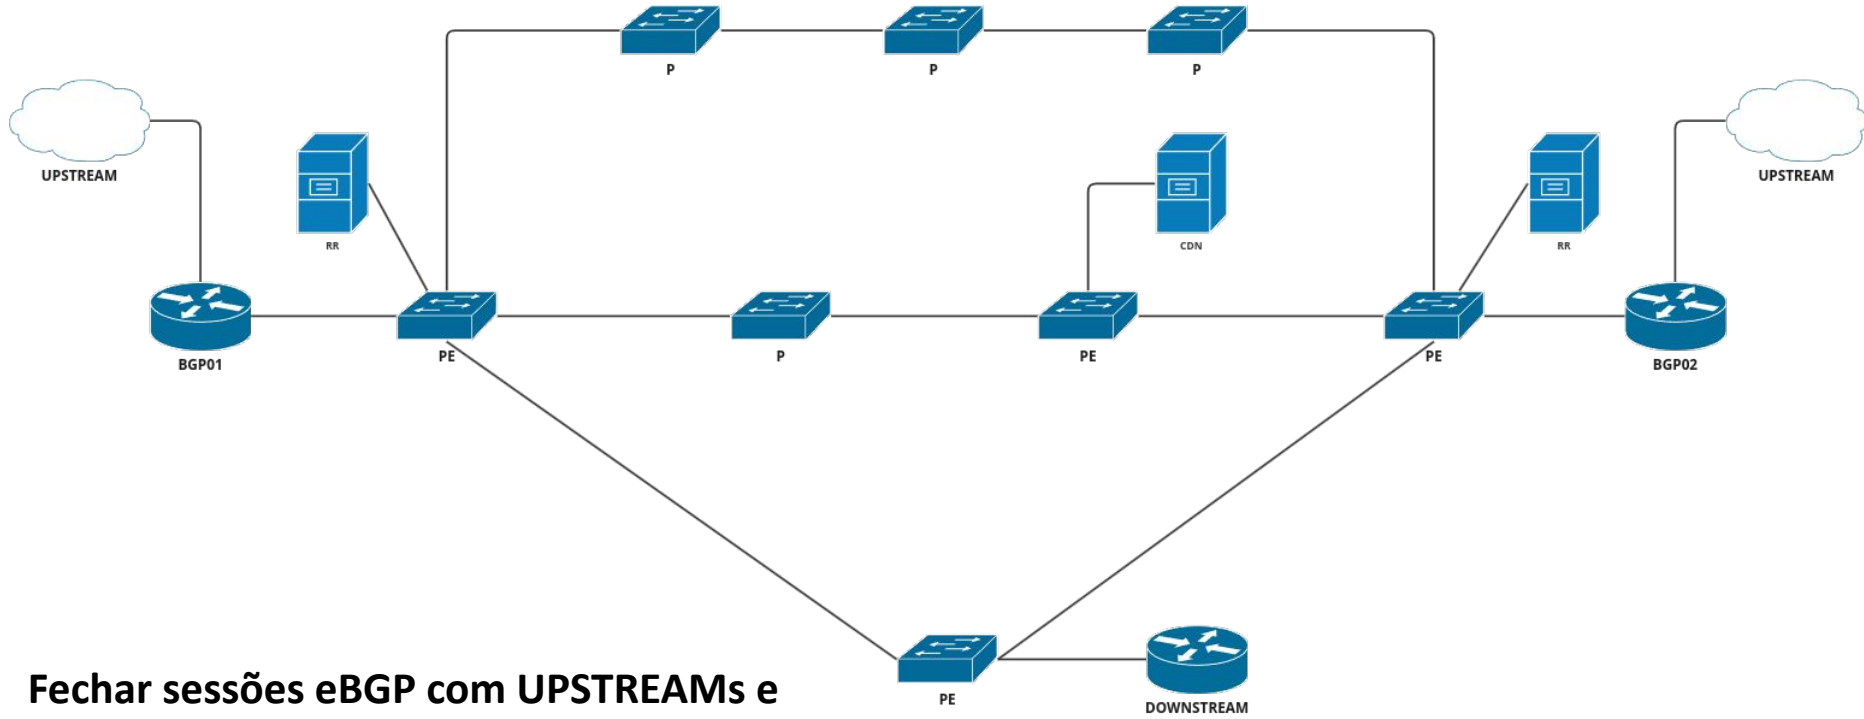 P
P
P
UPSTREAM
UPSTREAM
RR
CDN
RR
BGP01
PE
P
PE
PE
BGP02
Fechar sessões eBGP com UPSTREAMs e
PE
DOWNSTREAM